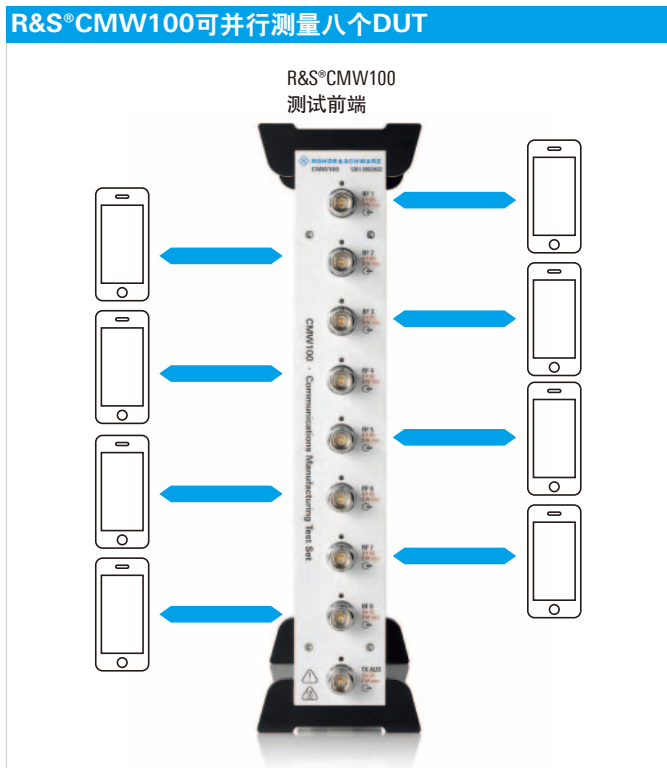 R&S®CMW100可并行测量八个DUT
R&S®CMW100
测试前端
ROHDE&SCHWARZ
CMW100
RF 1
RF 2
RF 3
RF 4
RF 5
RF 6
RF 7
RF 8
CMW100 · Communications Manufacturing Test Set
TX AUX